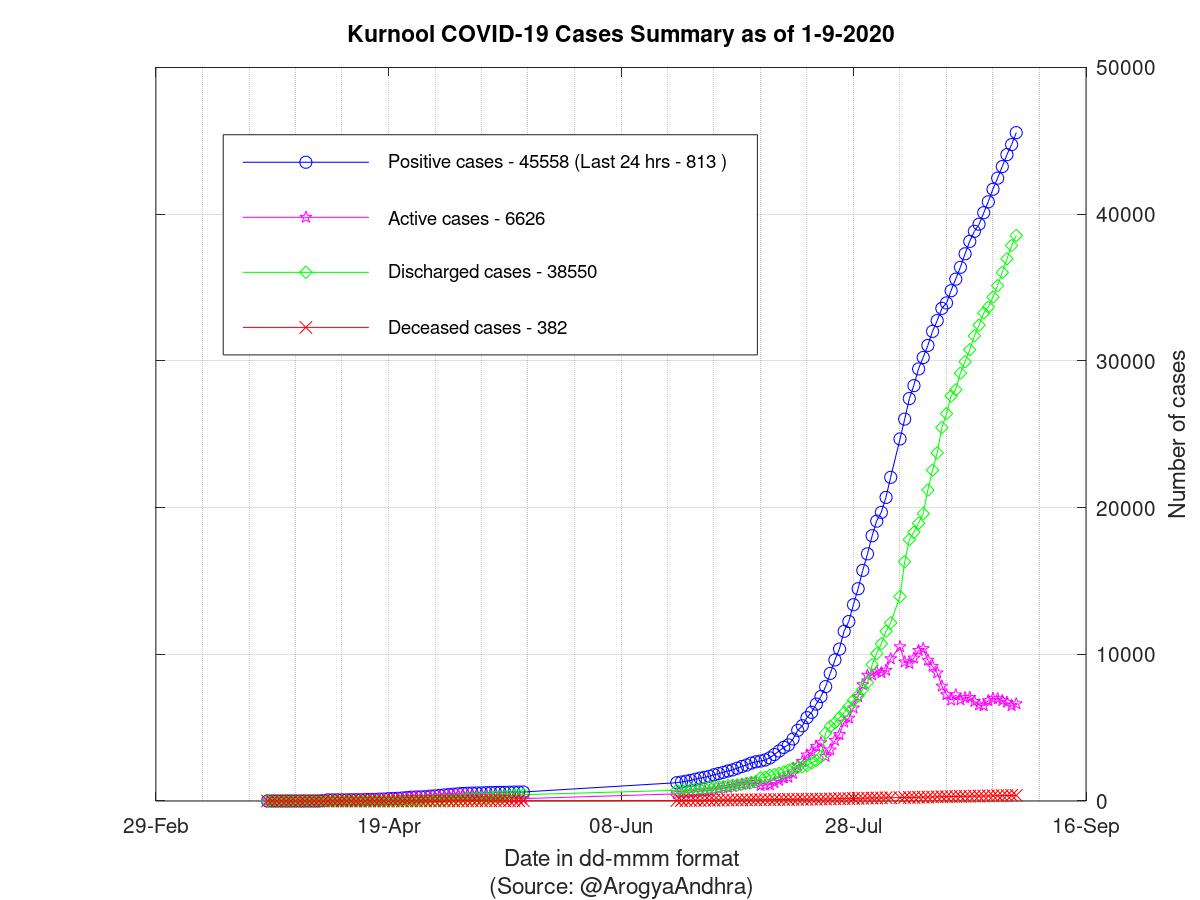 Kurnool COVID-19 Cases Summary as of 1-9-2020
50000
Positive cases - 45558 (Last 24 hrs - 813 )
Active cases - 6626
40000
Discharged cases - 38550
Deceased cases - 382
30000
Number of cases
20000
10000
0
29-Feb 19-Apr 08-Jun 28-Jul 16-Sep
Date in dd-mmm format
(Source: @ArogyaAndhra)